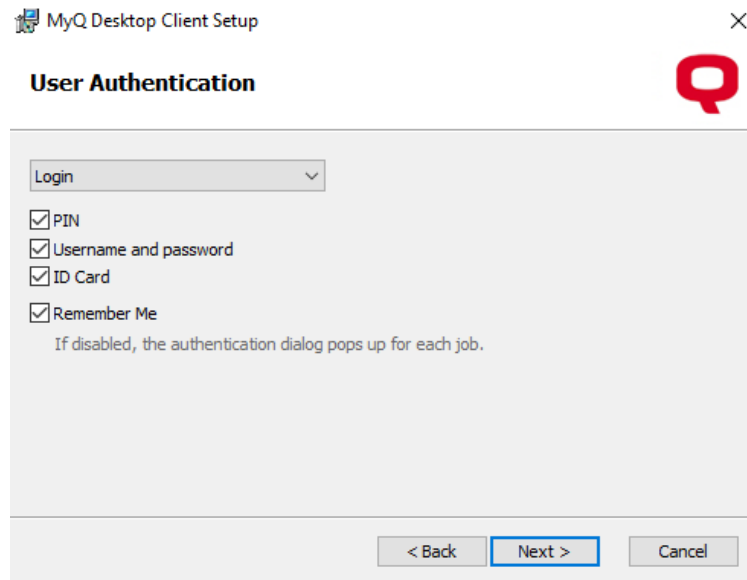 MyQ Desktop Client Setup
User Authentication
Login
PIN
Username and password
ID Card
Remember Me
If disabled, the authentication dialog pops up for each job.
< Back Next > Cancel